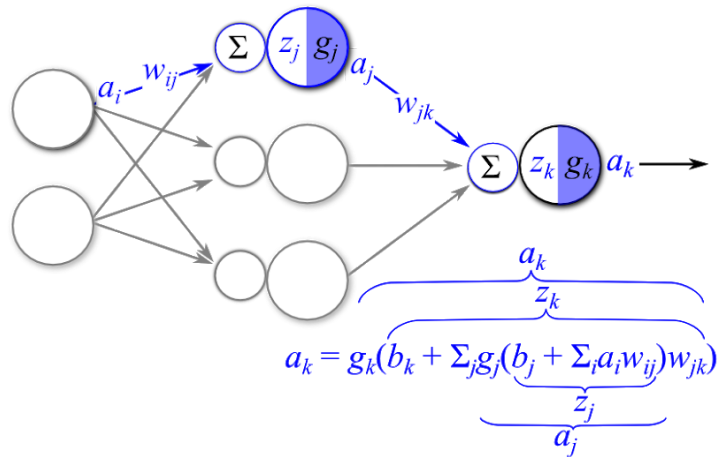 Σ z_j g_j
a_i w_ij a_j
w_jk
Σ z_k g_k a_k
a_k
z_k
a_k = g_k(b_k + Σ_j g_j(b_j + Σ_i a_i w_ij)w_jk)
z_j
a_j